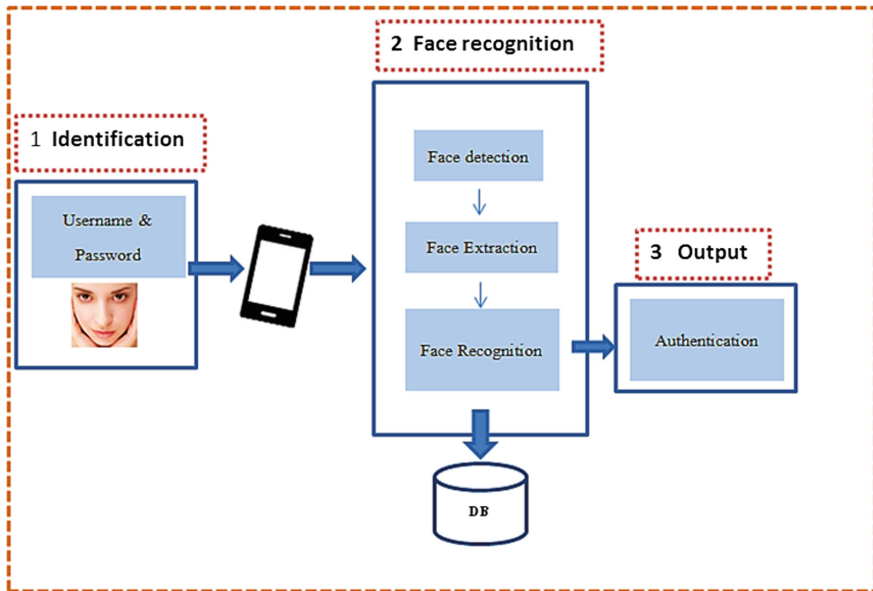 1 Identification
Username &
Password
2 Face recognition
Face detection
Face Extraction
Face Recognition
DB
3 Output
Authentication